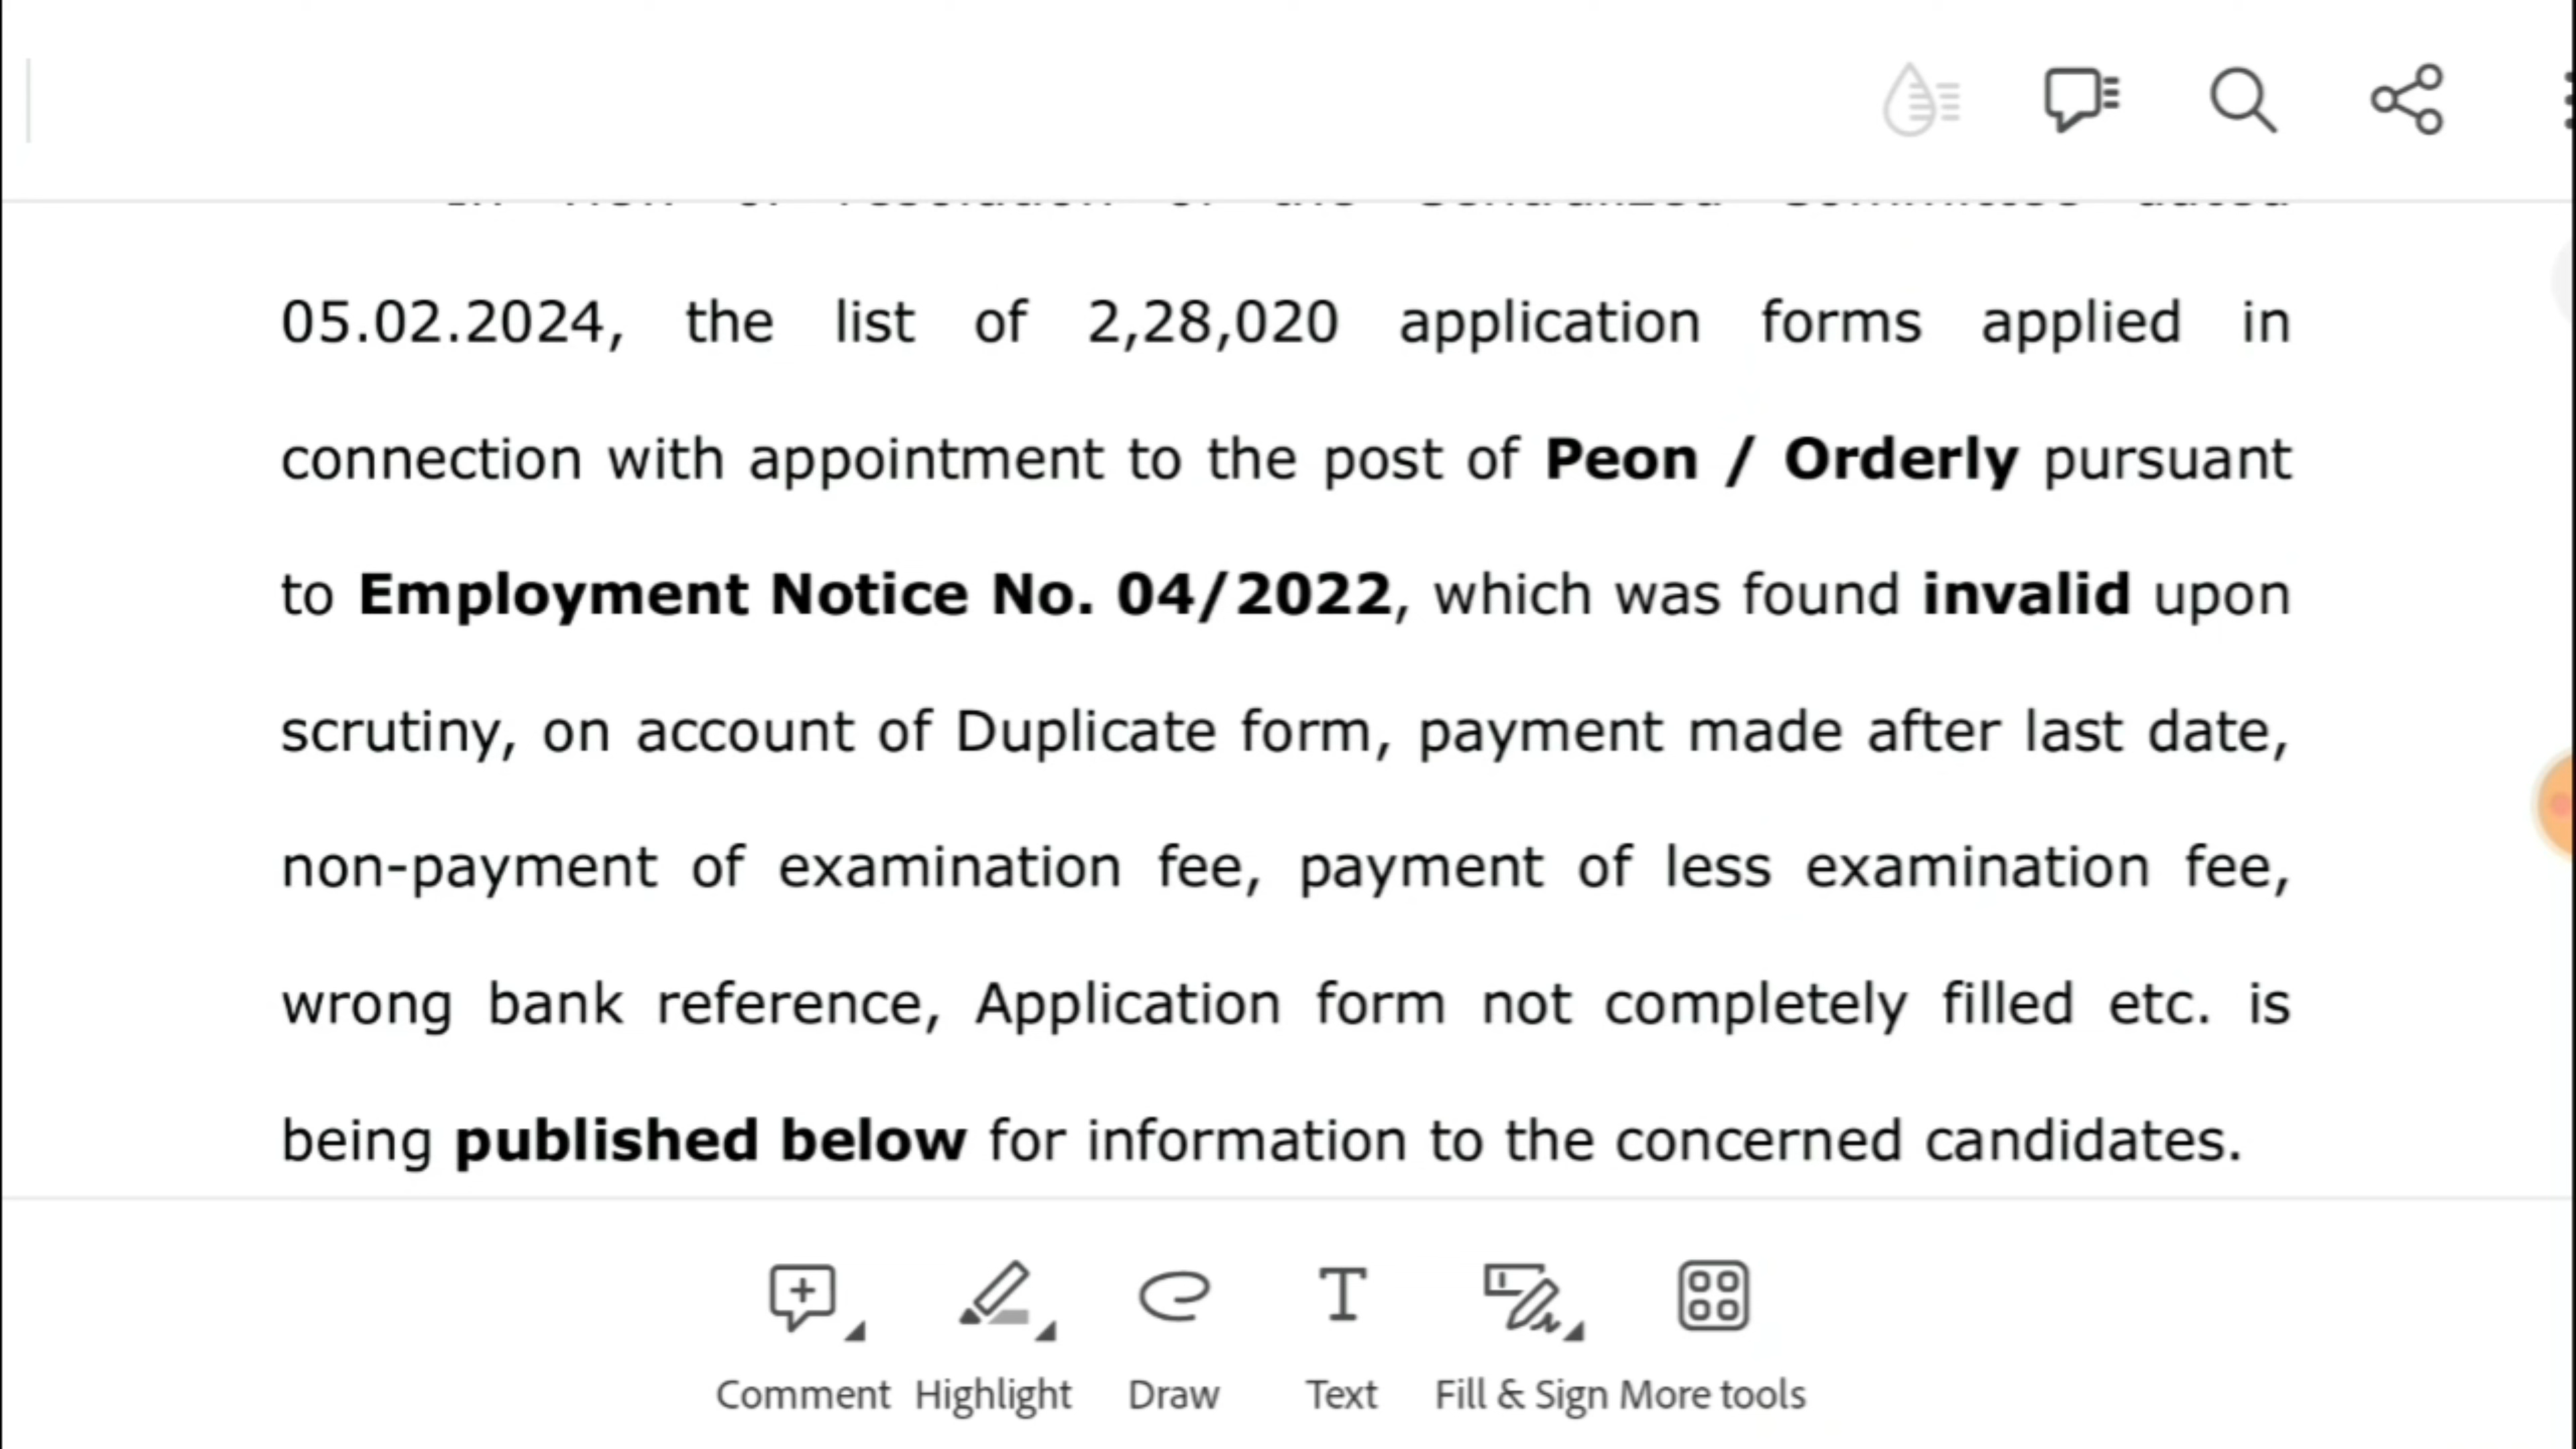 05.02.2024, the list of 2,28,020 application forms applied in
connection with appointment to the post of Peon / Orderly pursuant
to Employment Notice No. 04/2022, which was found invalid upon
scrutiny, on account of Duplicate form, payment made after last date,
non-payment of examination fee, payment of less examination fee,
wrong bank reference, Application form not completely filled etc. is
being published below for information to the concerned candidates.
Comment Highlight Draw Text Fill & Sign More tools